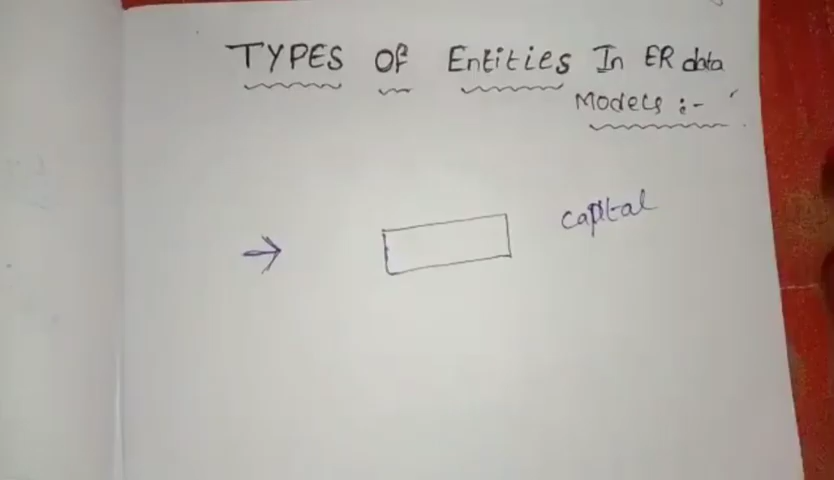 TYPES OF Entities In ER data
Models :-
→
capital